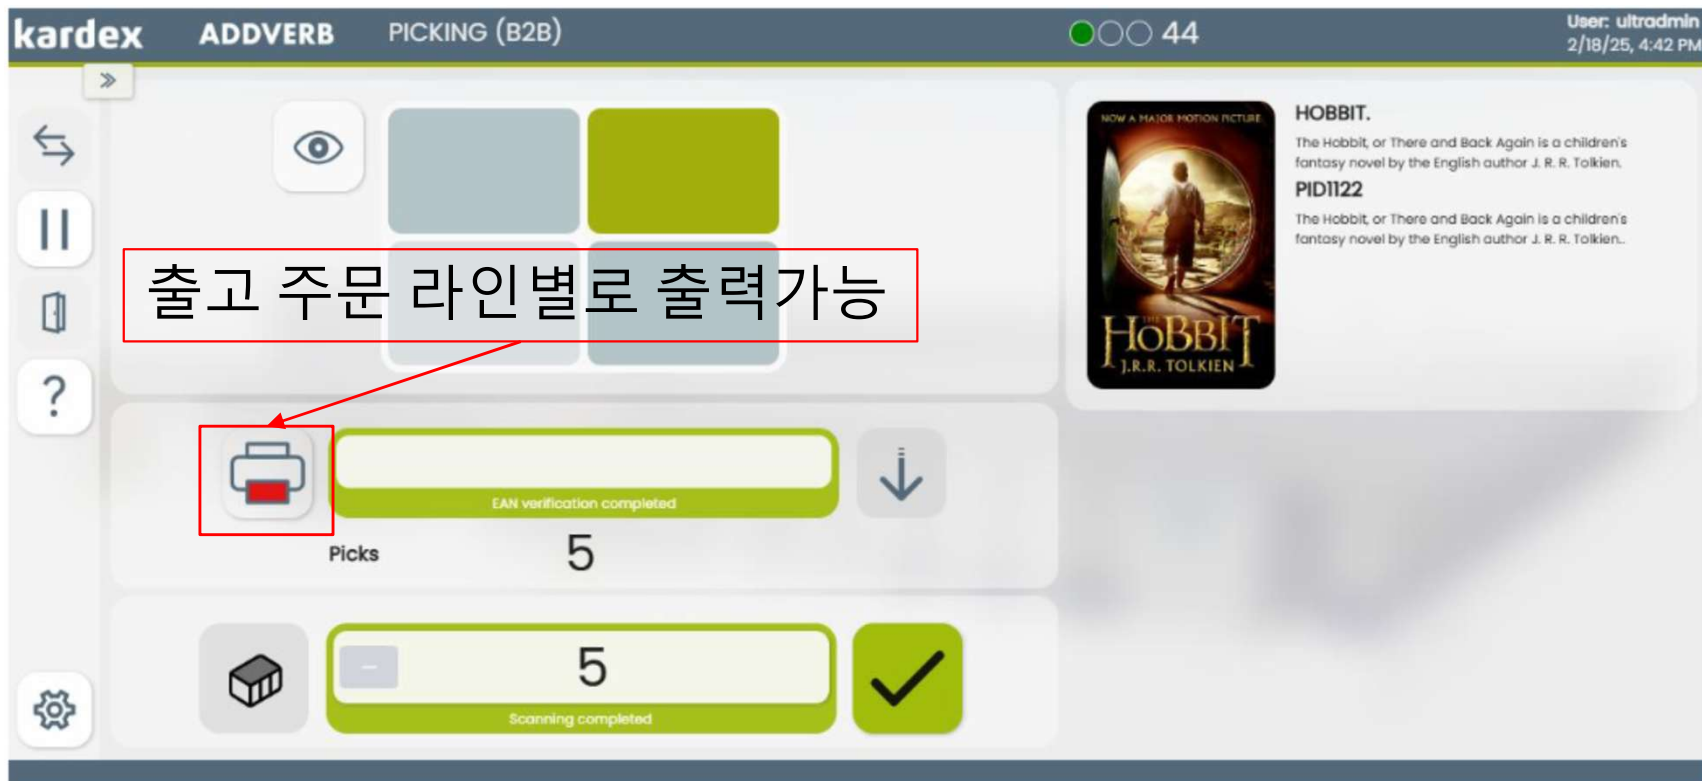 kardex ADDVERB PICKING (B2B) 44 User: ultradmin
2/18/25, 4:42 PM
NOW A MAJOR MOTION PICTURE
THE
HOBBIT
J.R.R. TOLKIEN
HOBBIT.
The Hobbit, or There and Back Again is a children's
fantasy novel by the English author J. R. R. Tolkien.
PID1122
The Hobbit, or There and Back Again is a children's
fantasy novel by the English author J. R. R. Tolkien..
출고 주문 라인별로 출력가능
?
EAN verification completed
Picks 5
5
Scanning completed